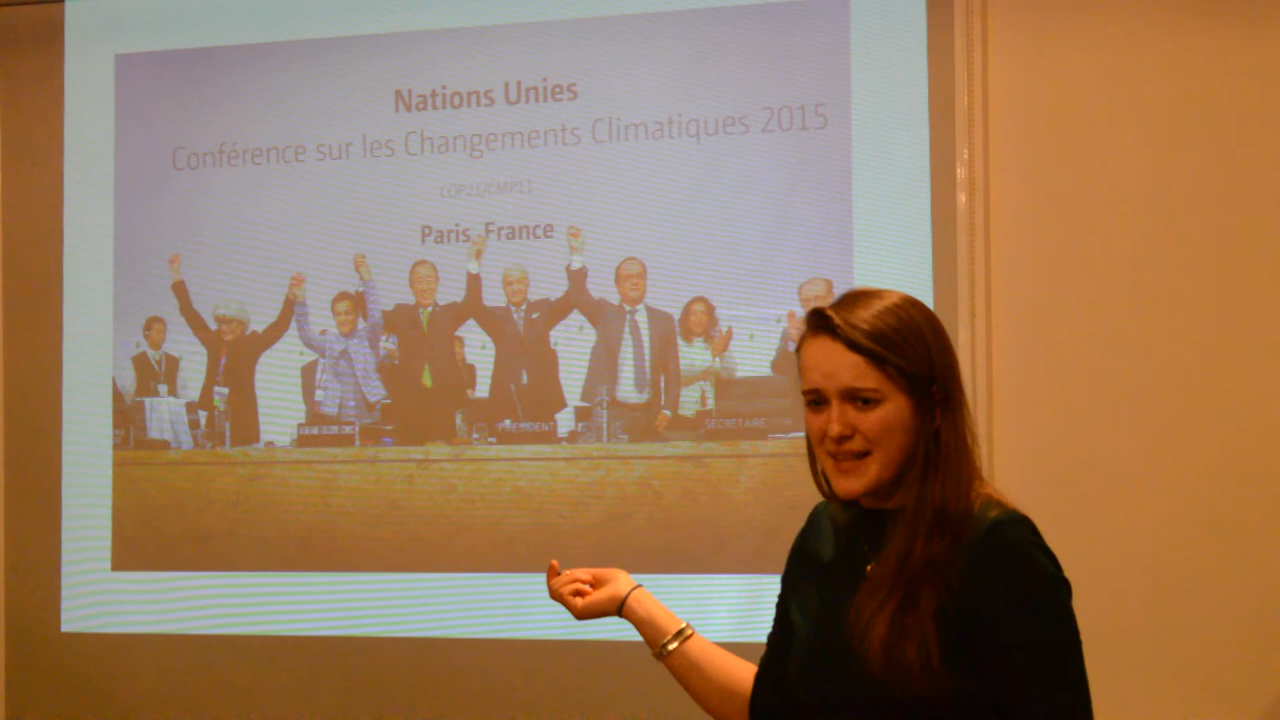 Nations Unies
Conférence sur les Changements Climatiques 2015
COP21/CMP11
Paris, France
PRESIDENT
SECRETAIRE